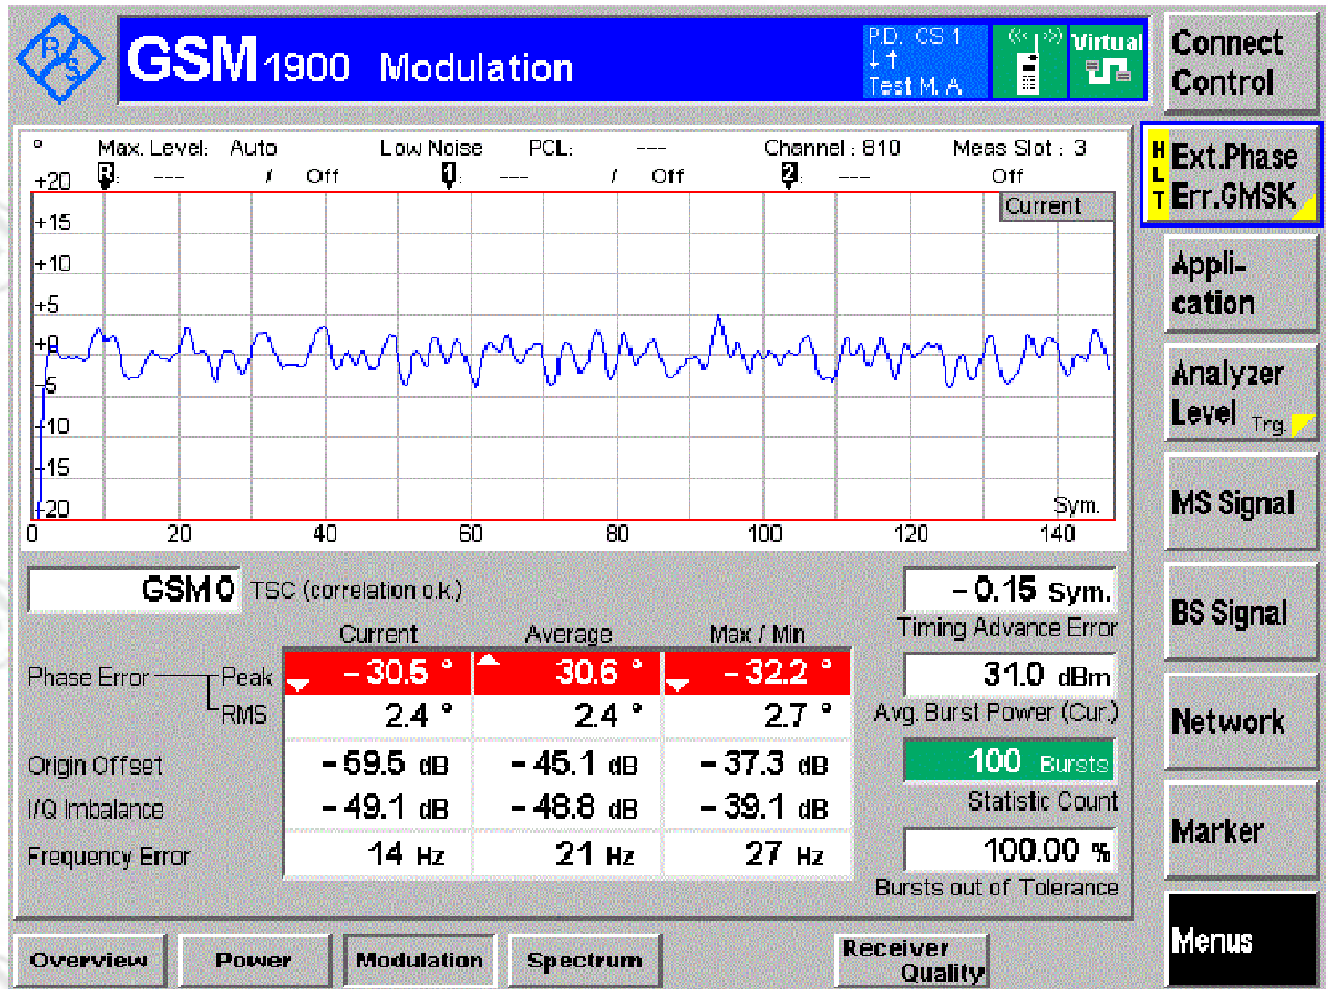 R S
GSM 1900 Modulation
P.D. CS 1
Test M. A.
Virtual
Connect
Control
° Max. Level: Auto Low Noise PCL: --- Channel : 810 Meas Slot : 3
R : --- / Off 1 : --- / Off 2 : --- Off
Current
+20
+15
+10
+5
+0
-5
-10
-15
-20
Sym.
0 20 40 60 80 100 120 140
HLT
Ext.Phase
Err.GMSK
Appli-
cation
Analyzer
Level Trg.
MS Signal
BS Signal
Network
Marker
Menus
GSM 0 TSC (correlation o.k.)
- 0.15 Sym.
Timing Advance Error
Current Average Max / Min
Phase Error Peak - 30.5 ° 30.6 ° - 32.2 °
RMS 2.4 ° 2.4 ° 2.7 °
31.0 dBm
Avg. Burst Power (Cur.)
Origin Offset - 59.5 dB - 45.1 dB - 37.3 dB
100 Bursts
Statistic Count
I/Q Imbalance - 49.1 dB - 48.8 dB - 39.1 dB
Frequency Error 14 Hz 21 Hz 27 Hz
100.00 %
Bursts out of Tolerance
Overview Power Modulation Spectrum
Receiver
Quality